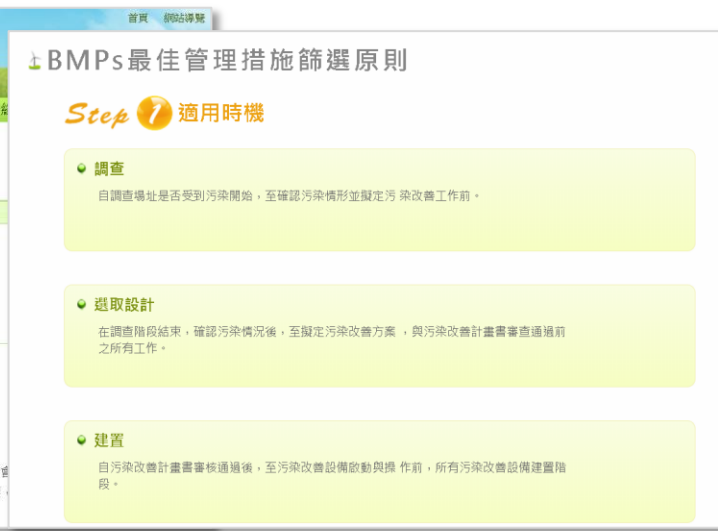 首頁 網站導覽
BMPs最佳管理措施篩選原則
Step 1 適用時機
調查
自調查場址是否受到污染開始，至確認污染情形並擬定污 染改善工作前。
選取設計
在調查階段結束，確認污染情況後，至擬定污染改善方案 ，與污染改善計畫書審查通過前
之所有工作。
建置
自污染改善計畫書審核通過後，至污染改善設備啟動與操 作前，所有污染改善設備建置階
段。
會